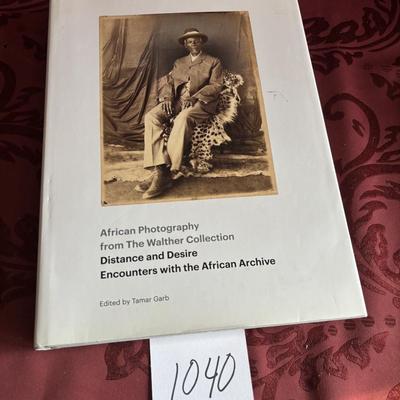 African Photography
from The Walther Collection
Distance and Desire
Encounters with the African Archive
Edited by Tamar Garb
1040